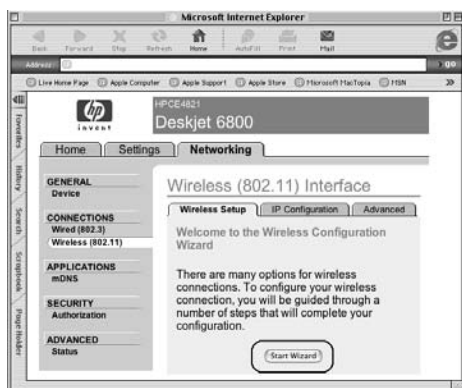 Microsoft Internet Explorer
Back Forward Stop Refresh Home AutoFill Print Mail
Address
go
Live Home Page Apple Computer Apple Support Apple Store Microsoft MacTopia MSN
Favorites
History
Search
Scrapbook
Page Holder
hp
invent
HPCE4821
Deskjet 6800
Home Settings Networking
GENERAL
Device
CONNECTIONS
Wired (802.3)
Wireless (802.11)
APPLICATIONS
mDNS
SECURITY
Authorization
ADVANCED
Status
Wireless (802.11) Interface
Wireless Setup IP Configuration Advanced
Welcome to the Wireless Configuration
Wizard
There are many options for wireless
connections. To configure your wireless
connection, you will be guided through a
number of steps that will complete your
configuration.
Start Wizard